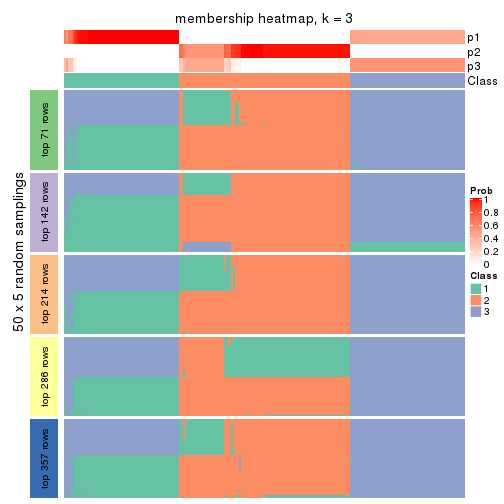 membership heatmap, k = 3
p1
p2
p3
Class
50 x 5 random samplings
top 71 rows
top 142 rows
top 214 rows
top 286 rows
top 357 rows
Prob
1
0.8
0.6
0.4
0.2
0
Class
1
2
3